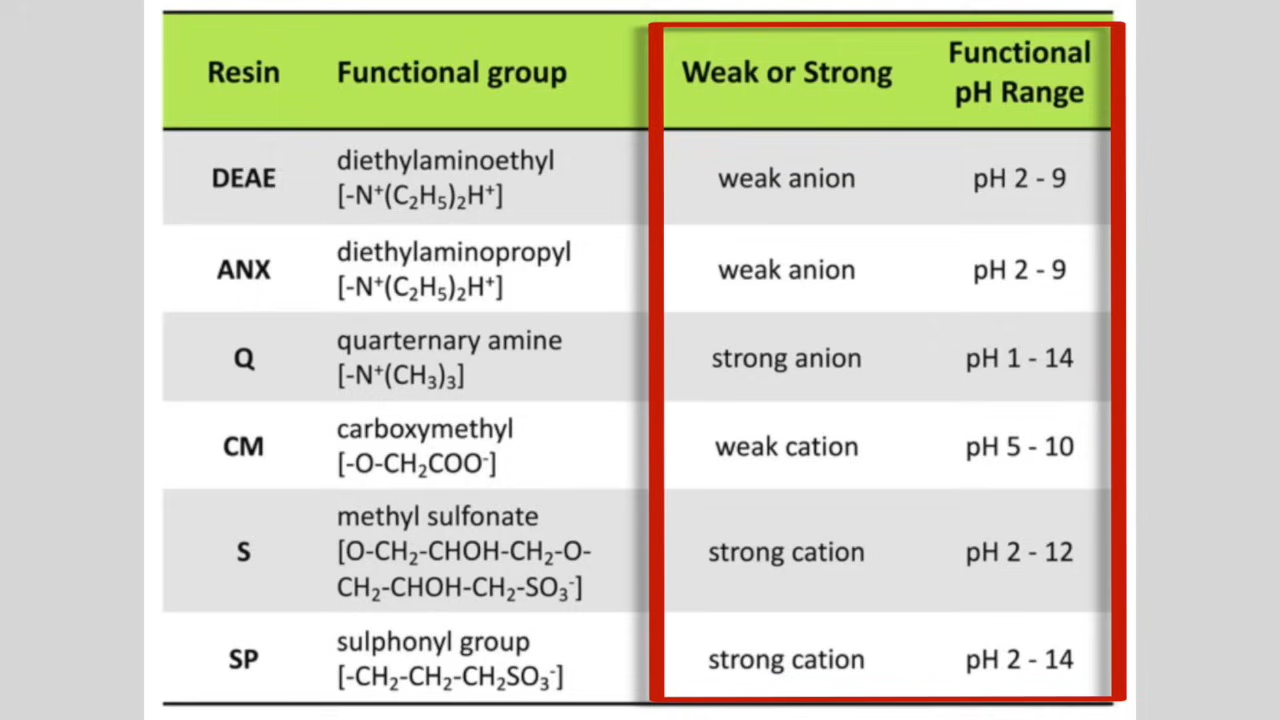 Resin Functional group Weak or Strong Functional pH Range
DEAE diethylaminoethyl weak anion pH 2 - 9
[-N⁺(C₂H₅)₂H⁺]
ANX diethylaminopropyl weak anion pH 2 - 9
[-N⁺(C₂H₅)₂H⁺]
Q quarternary amine strong anion pH 1 - 14
[-N⁺(CH₃)₃]
CM carboxymethyl weak cation pH 5 - 10
[-O-CH₂COO⁻]
S methyl sulfonate strong cation pH 2 - 12
[O-CH₂-CHOH-CH₂-O-
CH₂-CHOH-CH₂-SO₃⁻]
SP sulphonyl group strong cation pH 2 - 14
[-CH₂-CH₂-CH₂SO₃⁻]